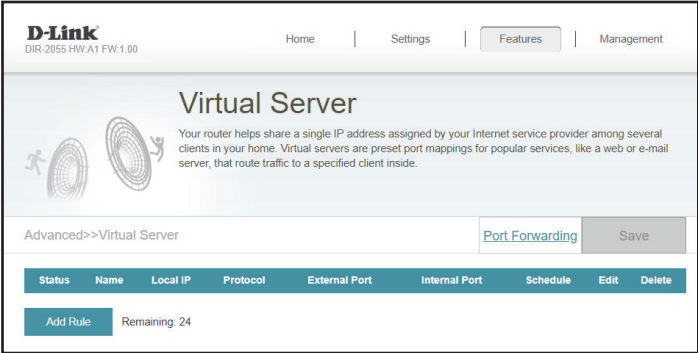 D-Link
DIR-2055 HW:A1 FW:1.00
Home
Settings
Features
Management
Virtual Server
Your router helps share a single IP address assigned by your Internet service provider among several
clients in your home. Virtual servers are preset port mappings for popular services, like a web or e-mail
server, that route traffic to a specified client inside.
Advanced>>Virtual Server
Port Forwarding
Save
Status Name Local IP Protocol External Port Internal Port Schedule Edit Delete
Add Rule
Remaining: 24